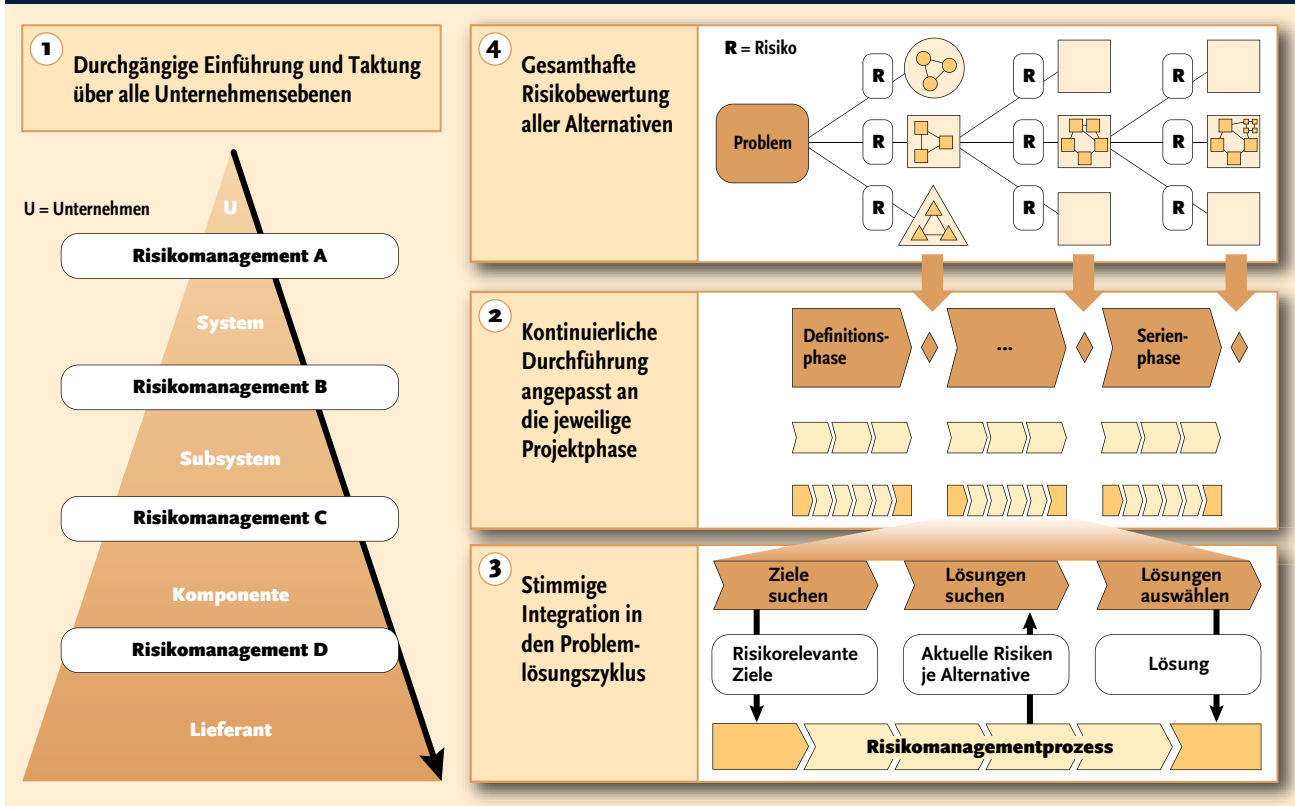 1
Durchgängige Einführung und Taktung
über alle Unternehmensebenen
U = Unternehmen
U
Risikomanagement A
System
Risikomanagement B
Subsystem
Risikomanagement C
Komponente
Risikomanagement D
Lieferant
4
Gesamthafte
Risikobewertung
aller Alternativen
R = Risiko
Problem
R
R
R
R
R
R
R
R
R
2
Kontinuierliche
Durchführung
angepasst an
die jeweilige
Projektphase
Definitions-
phase
...
Serien-
phase
3
Stimmige
Integration in
den Problem-
lösungszyklus
Ziele
suchen
Lösungen
suchen
Lösungen
auswählen
Risikorelevante
Ziele
Aktuelle Risiken
je Alternative
Lösung
Risikomanagementprozess